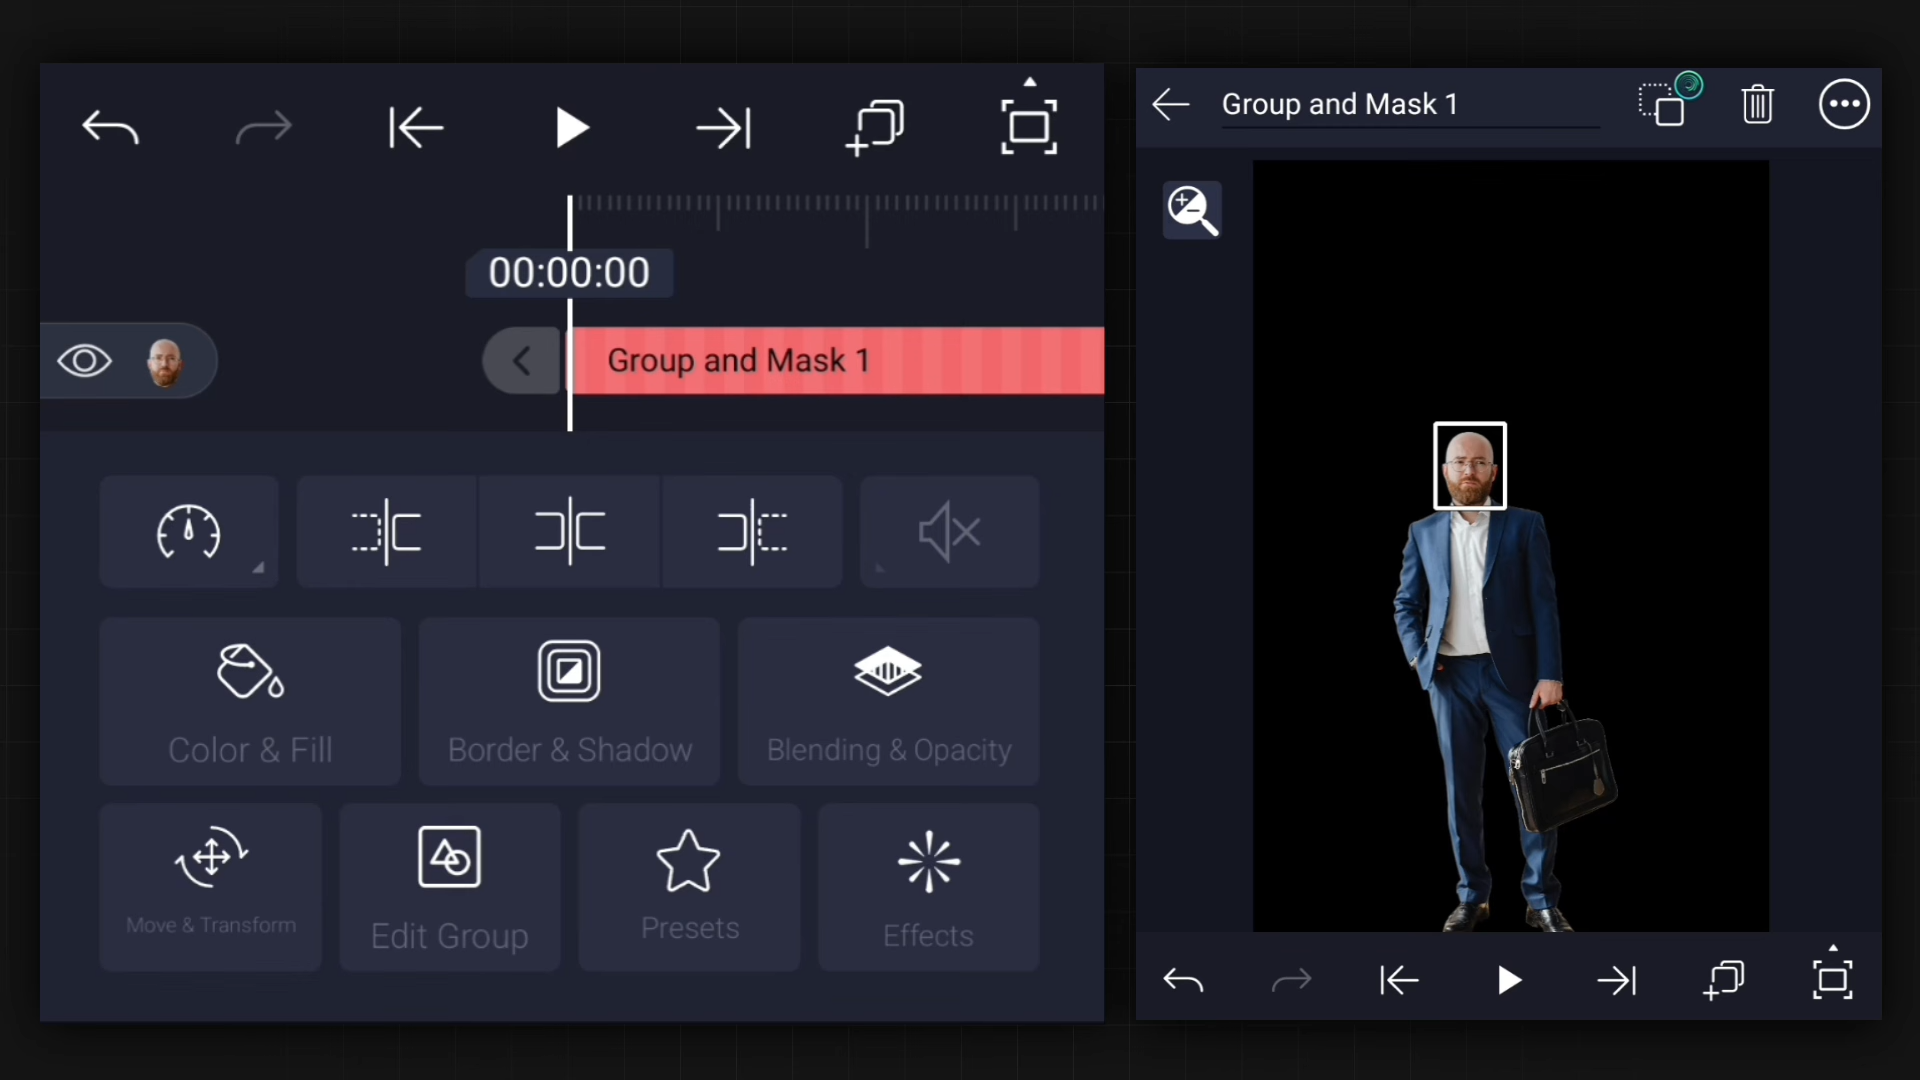 00:00:00
Group and Mask 1
Color & Fill
Border & Shadow
Blending & Opacity
Move & Transform
Edit Group
Presets
Effects
Group and Mask 1